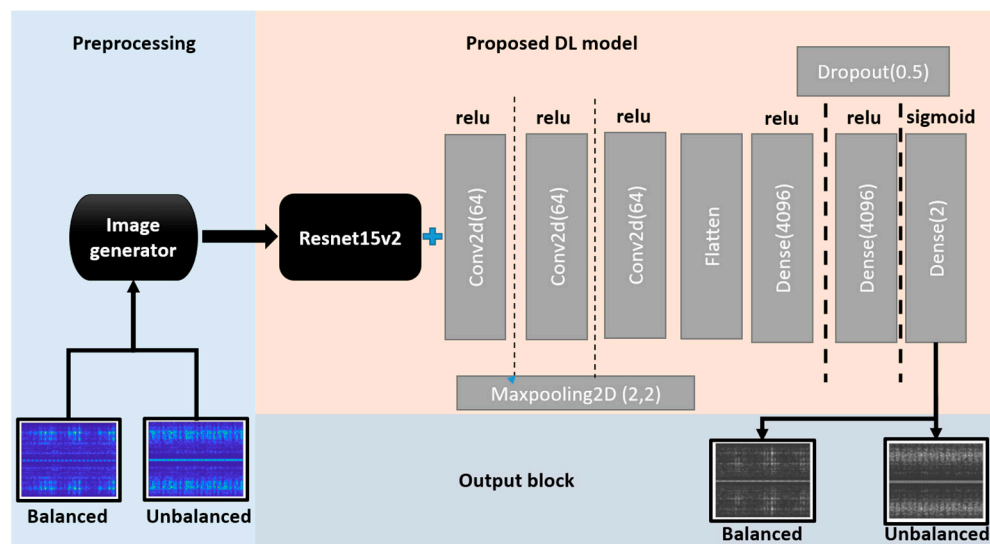 Preprocessing
Proposed DL model
Dropout(0.5)
relu
relu
relu
relu
relu
sigmoid
Image
generator
Resnet15v2
Conv2d(64)
Conv2d(64)
Conv2d(64)
Flatten
Dense(4096)
Dense(4096)
Dense(2)
Maxpooling2D (2,2)
Balanced
Unbalanced
Output block
Balanced
Unbalanced